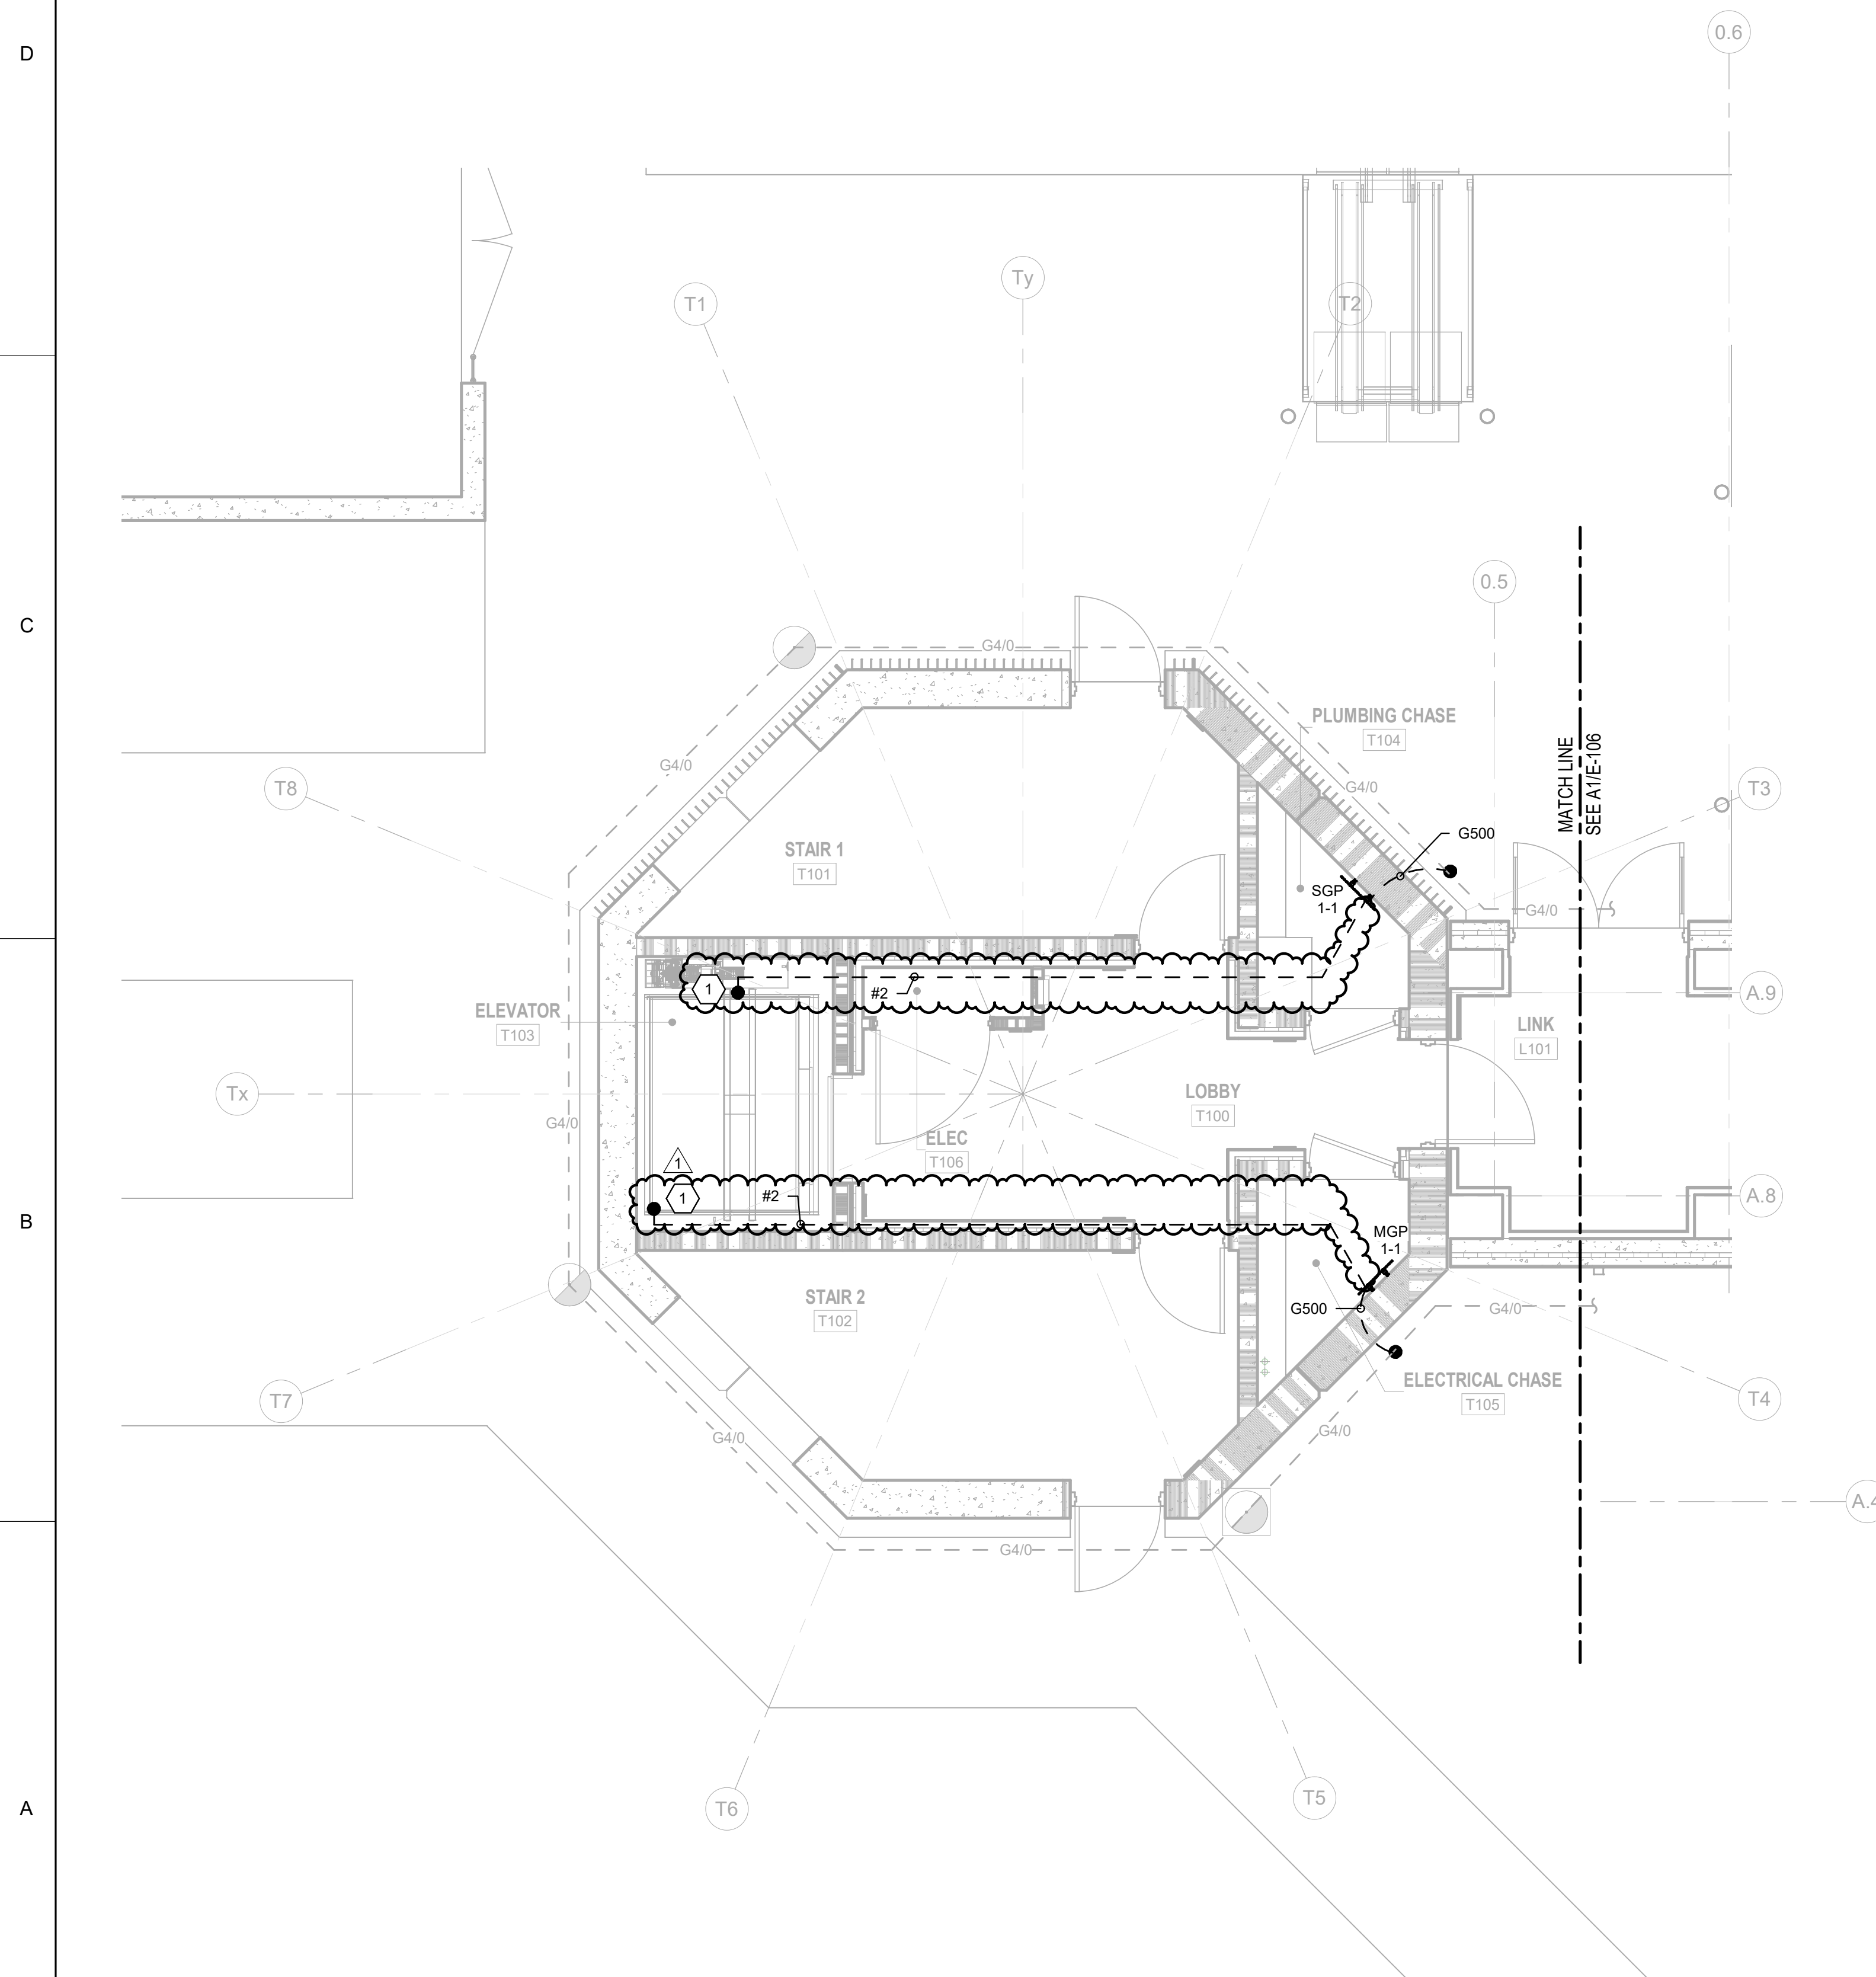 D
0.6
Ty
T1
T2
C
0.5
G4/0
PLUMBING CHASE
T104
MATCH LINE
SEE A1/E-106
G4/0
G4/0
T8
T3
G500
STAIR 1
T101
SGP
1-1
G4/0
1
#2
A.9
ELEVATOR
T103
LINK
L101
Tx
LOBBY
T100
G4/0
ELEC
T106
1
1
#2
A.8
B
MGP
1-1
STAIR 2
T102
G500
G4/0
ELECTRICAL CHASE
T105
T7
T4
G4/0
G4/0
A.4
G4/0
T5
T6
A